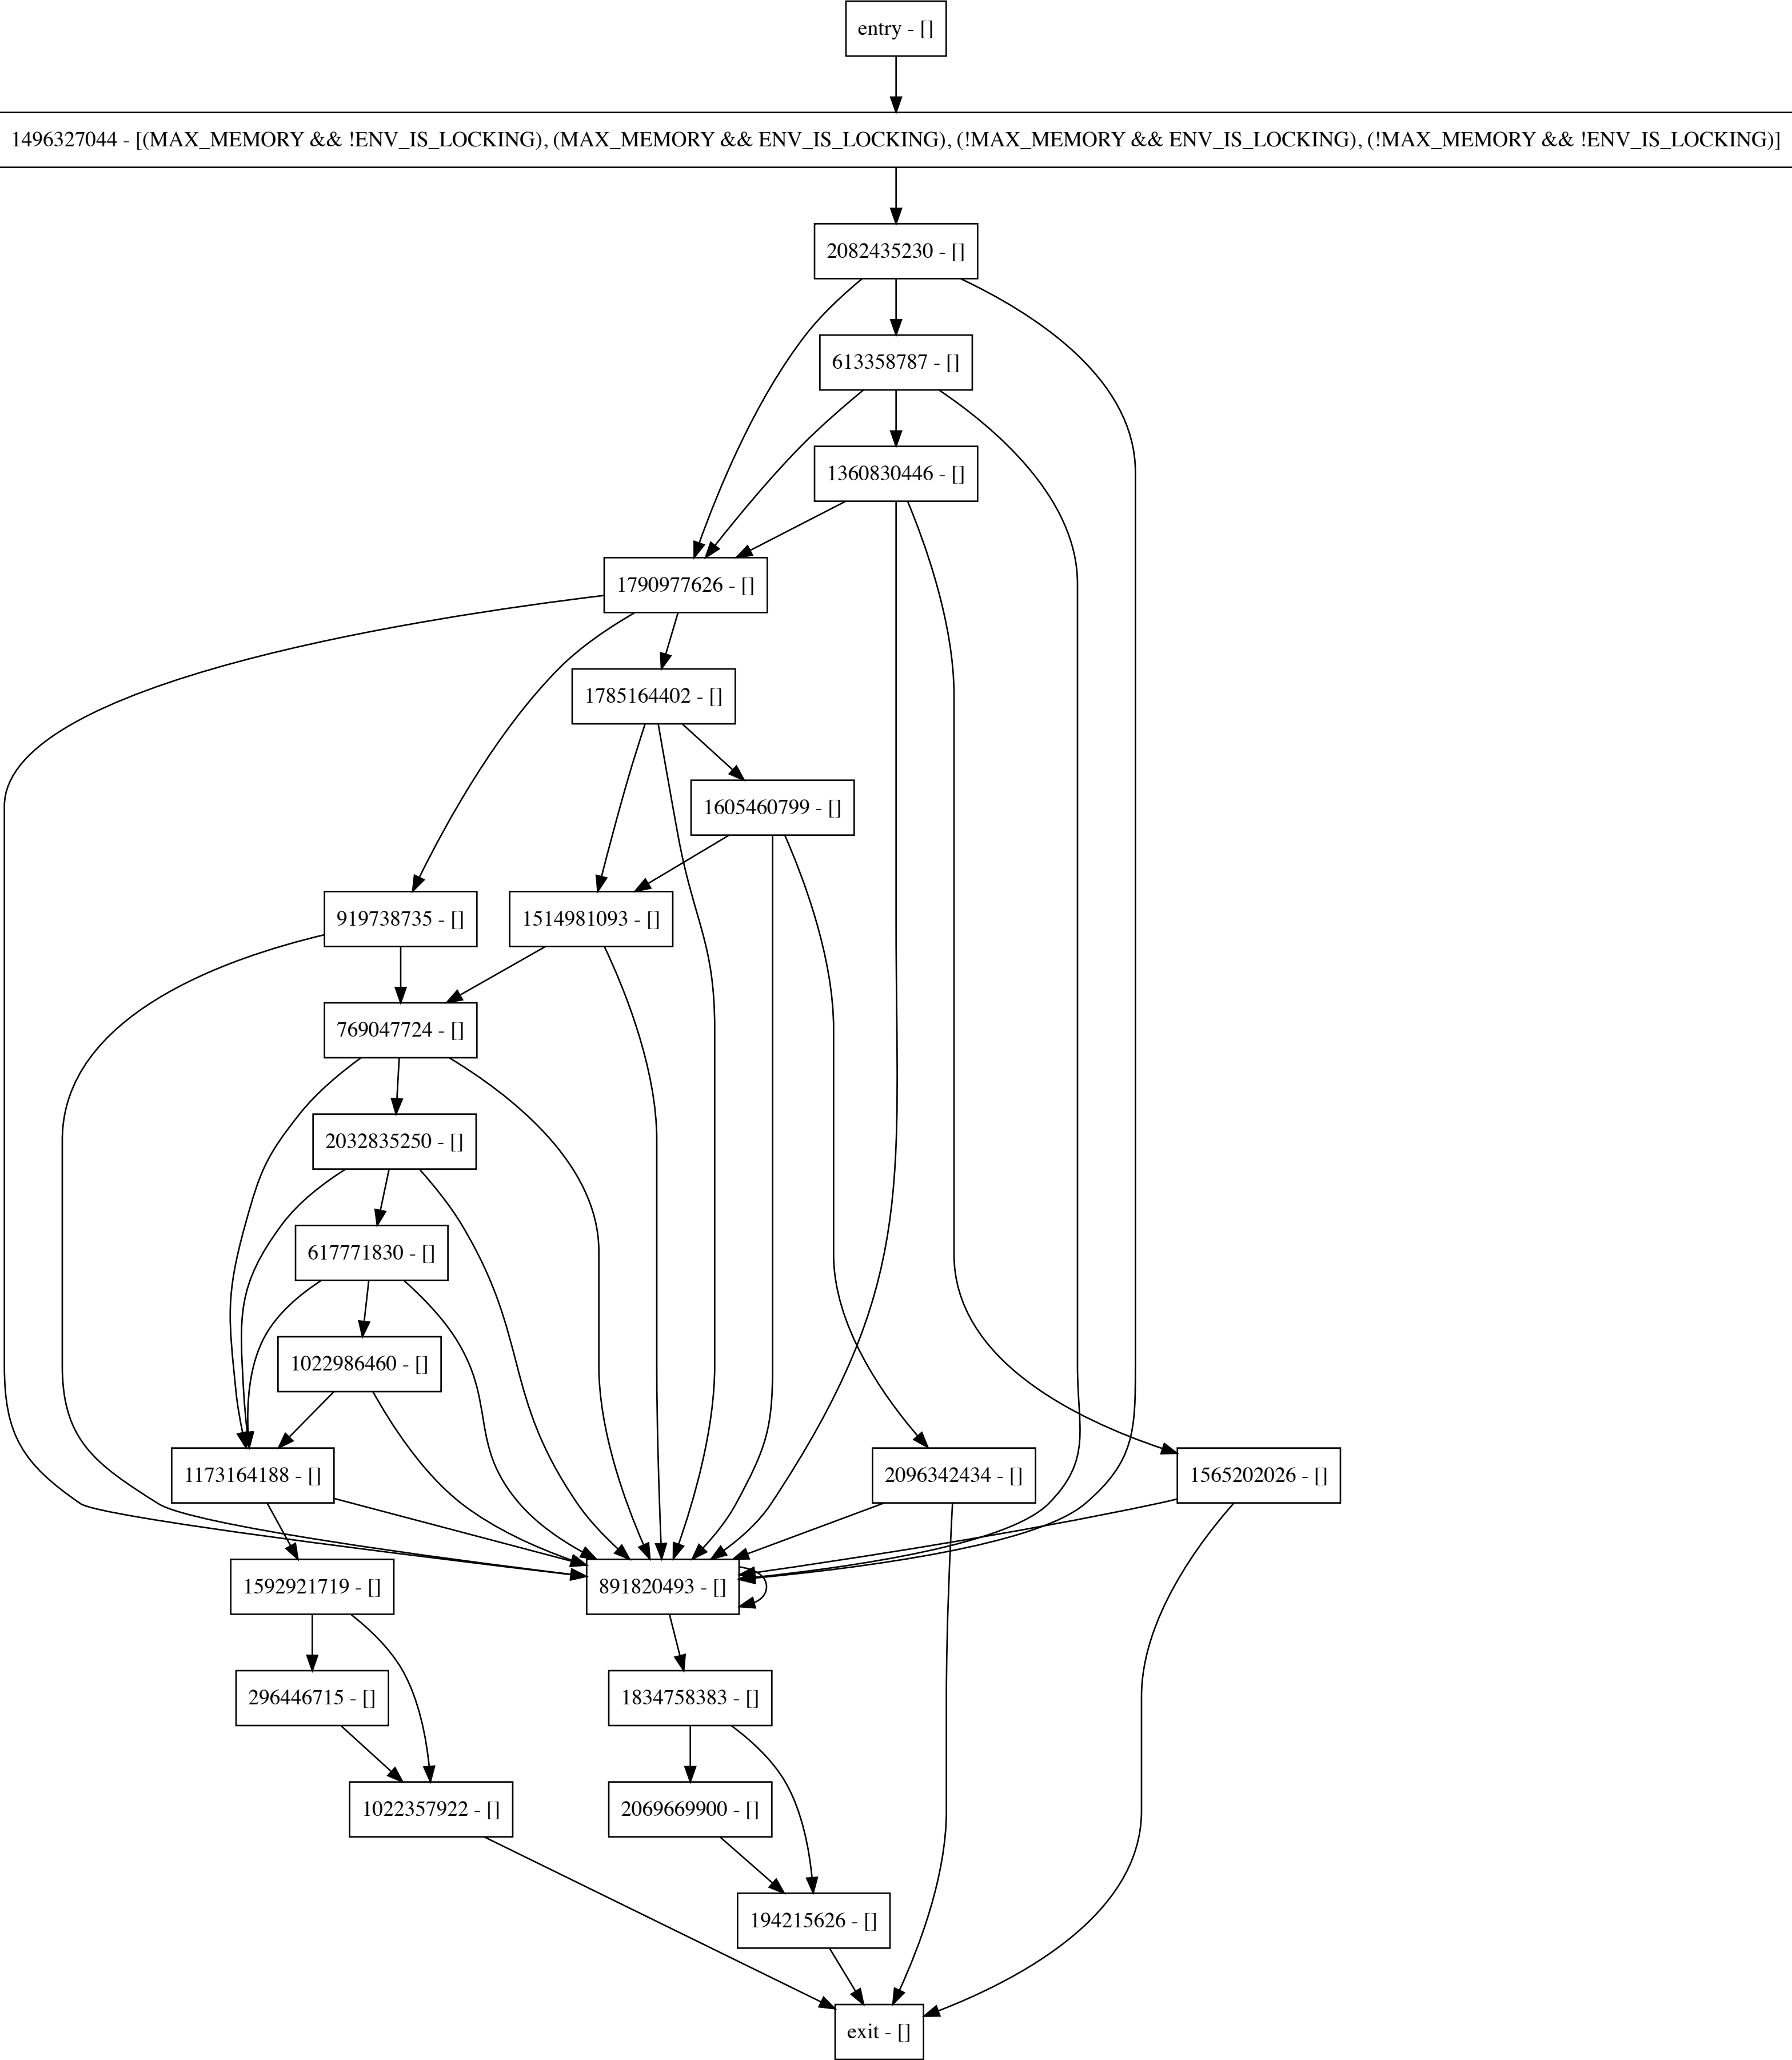 entry - []
1496327044 - [(MAX_MEMORY && !ENV_IS_LOCKING), (MAX_MEMORY && ENV_IS_LOCKING), (!MAX_MEMORY && ENV_IS_LOCKING), (!MAX_MEMORY && !ENV_IS_LOCKING)]
2082435230 - []
613358787 - []
1360830446 - []
1790977626 - []
1785164402 - []
1605460799 - []
919738735 - []
1514981093 - []
769047724 - []
2032835250 - []
617771830 - []
1022986460 - []
1173164188 - []
2096342434 - []
1565202026 - []
1592921719 - []
891820493 - []
296446715 - []
1834758383 - []
1022357922 - []
2069669900 - []
194215626 - []
exit - []